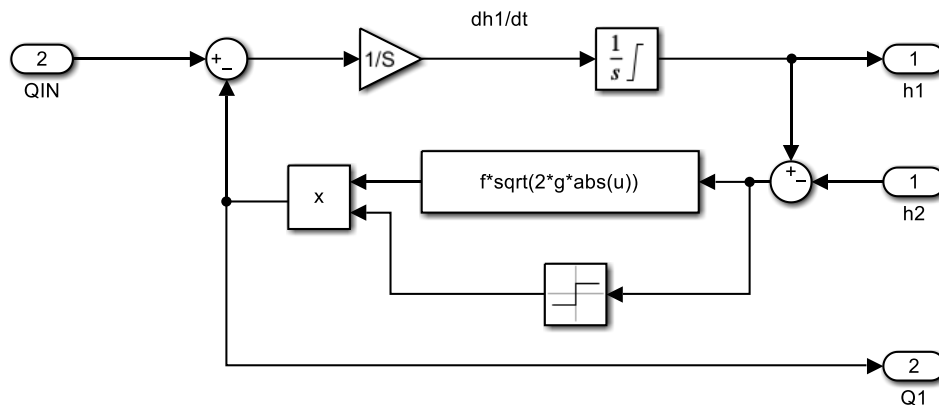 dh1/dt
2
QIN
+
−
1/S
1
s
1
h1
x
f*sqrt(2*g*abs(u))
+
−
1
h2
2
Q1